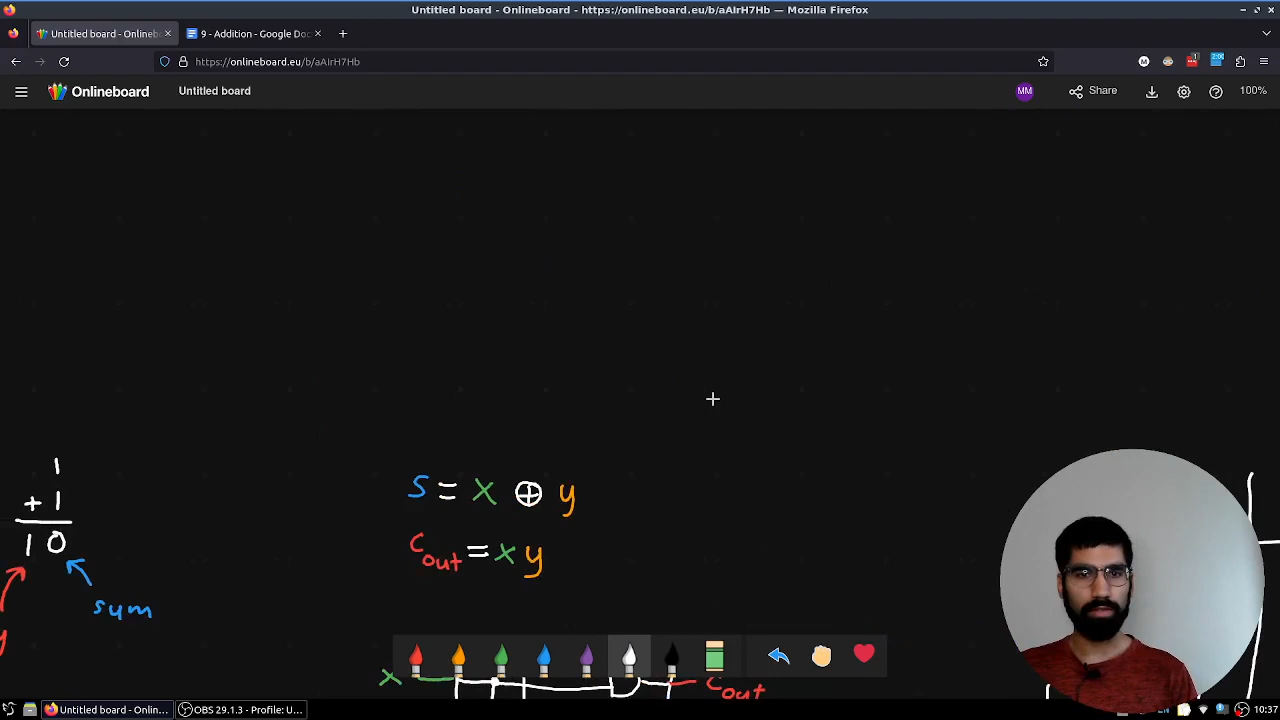 Untitled board - Onlineboard - https://onlineboard.eu/b/aAIrH7Hb — Mozilla Firefox
Untitled board - Onlineb
9 - Addition - Google Doc
https://onlineboard.eu/b/aAIrH7Hb
Onlineboard
Untitled board
MM
Share
100%
1
+ 1
1 0
sum
S = x ⊕ y
Cout = x y
x
Cout
Untitled board - Onlin...
OBS 29.1.3 - Profile: U...
10:37